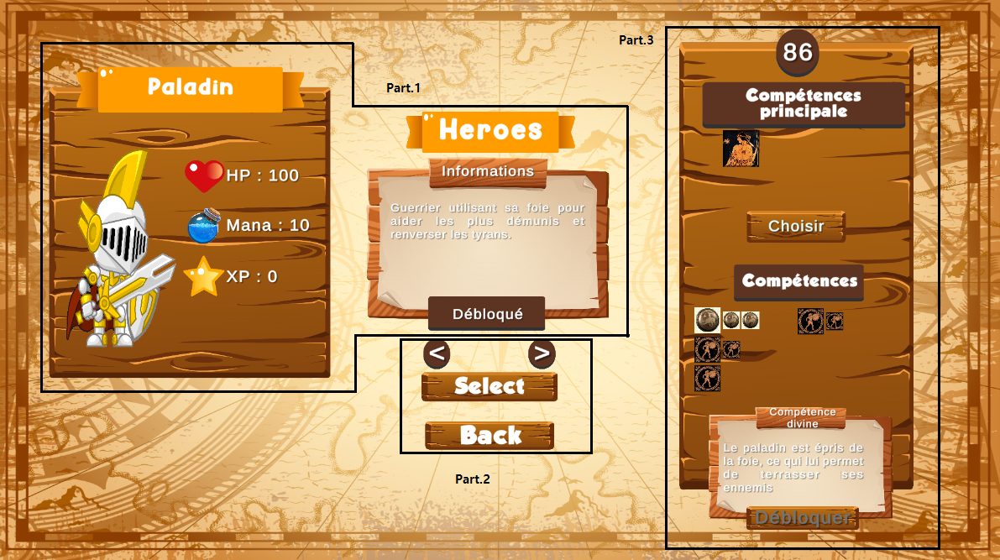 Part.3
86
Paladin
Part.1
Compétences
principale
Heroes
HP : 100
Informations
Guerrier utilisant sa foie pour
aider les plus démunis et
renverser les tyrans.
Mana : 10
Choisir
XP : 0
Compétences
Débloqué
< >
Select
Back
Compétence
divine
Le paladin est épris de
la foie, ce qui lui permet
de terrasser ses
ennemis
Part.2
Débloquer